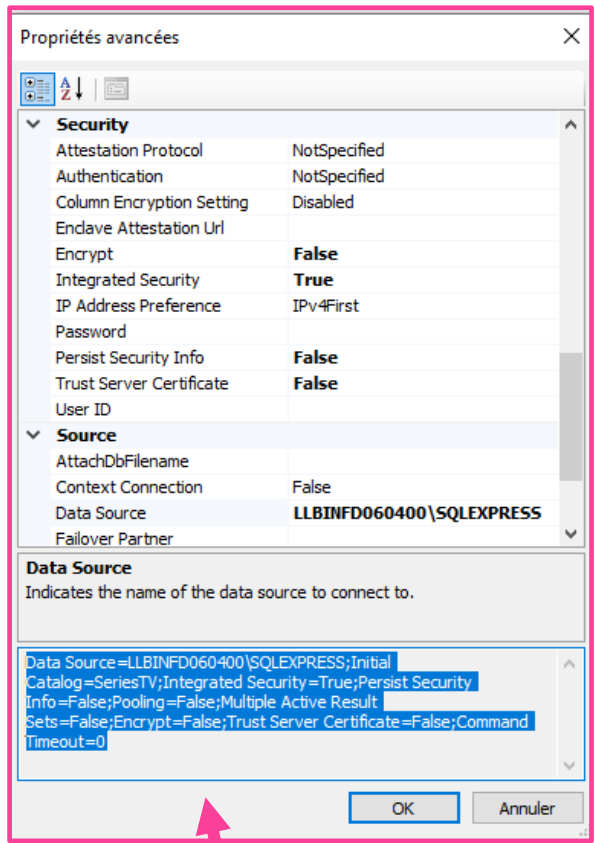 Propriétés avancées
Security
Attestation Protocol NotSpecified
Authentication NotSpecified
Column Encryption Setting Disabled
Enclave Attestation Url
Encrypt False
Integrated Security True
IP Address Preference IPv4First
Password
Persist Security Info False
Trust Server Certificate False
User ID
Source
AttachDbFilename
Context Connection False
Data Source LLBINFD060400\SQLEXPRESS
Failover Partner
Data Source
Indicates the name of the data source to connect to.
Data Source=LLBINFD060400\SQLEXPRESS;Initial
Catalog=SeriesTV;Integrated Security=True;Persist Security
Info=False;Pooling=False;Multiple Active Result
Sets=False;Encrypt=False;Trust Server Certificate=False;Command
Timeout=0
OK Annuler